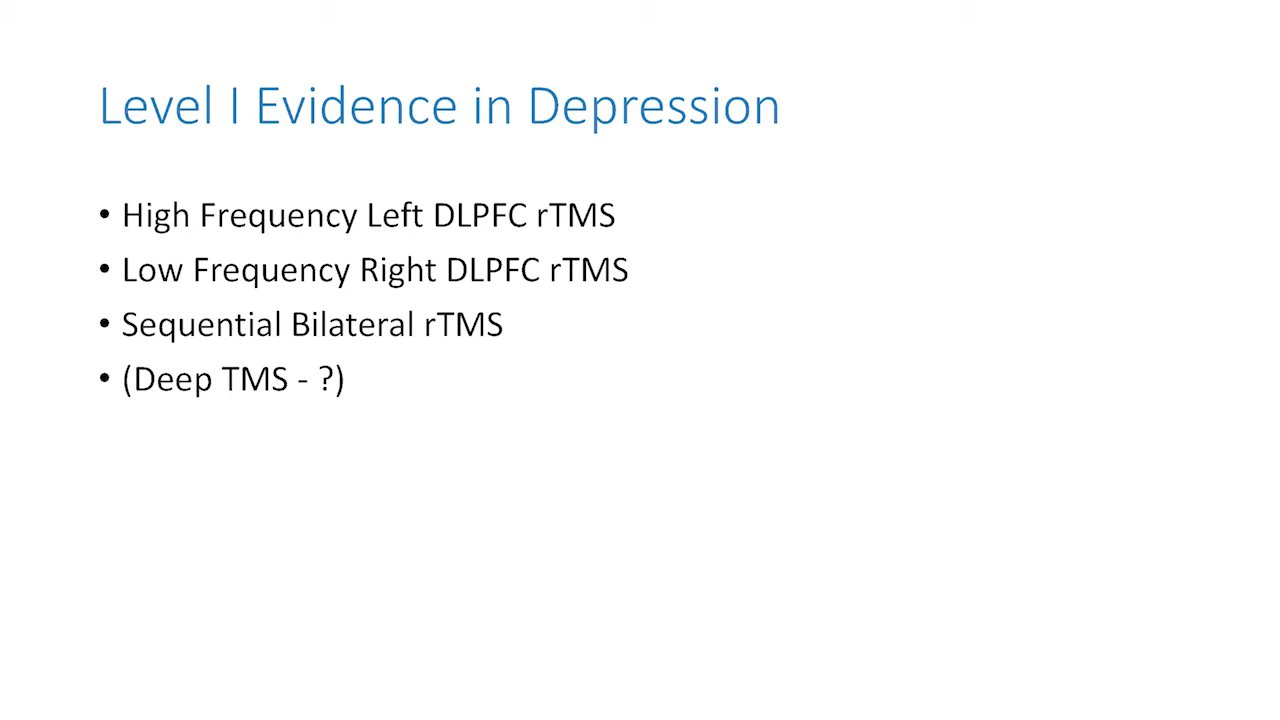 Level I Evidence in Depression
• High Frequency Left DLPFC rTMS
• Low Frequency Right DLPFC rTMS
• Sequential Bilateral rTMS
• (Deep TMS - ?)